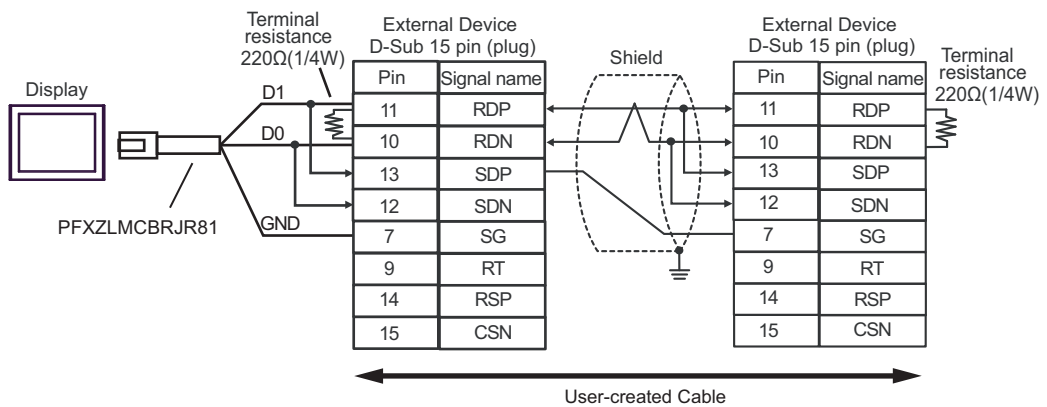 Terminal
resistance
220Ω(1/4W)
External Device
D-Sub 15 pin (plug)
Shield
External Device
D-Sub 15 pin (plug)
Terminal
resistance
220Ω(1/4W)
Display
D1
D0
GND
PFXZLMCBRJR81
Pin Signal name
11 RDP
10 RDN
13 SDP
12 SDN
7 SG
9 RT
14 RSP
15 CSN
Pin Signal name
11 RDP
10 RDN
13 SDP
12 SDN
7 SG
9 RT
14 RSP
15 CSN
User-created Cable